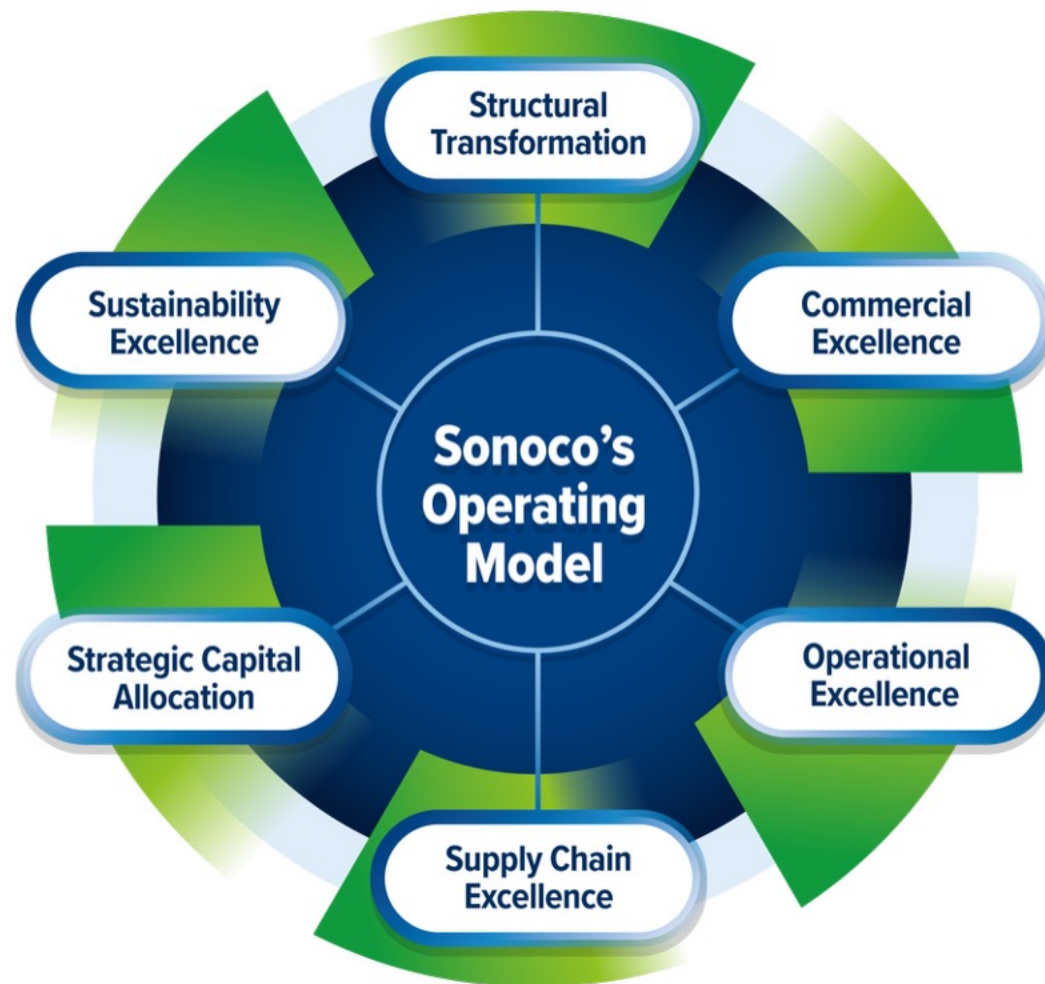 Structural
Transformation
Commercial
Excellence
Operational
Excellence
Supply Chain
Excellence
Strategic Capital
Allocation
Sustainability
Excellence
Sonoco’s
Operating
Model